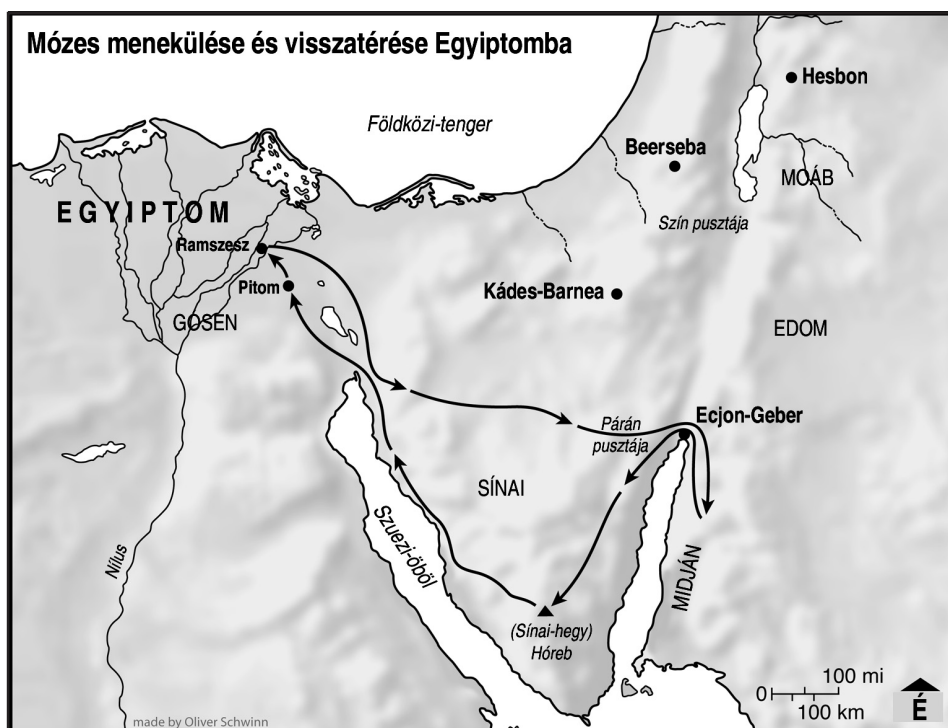 Mózes menekülése és visszatérése Egyiptomba
Hesbon
Földközi-tenger
Beerseba
MOÁB
EGYIPTOM
Szín pusztája
Ramszesz
Pitom
Kádes-Barnea
GÓSEN
EDOM
Ecjon-Geber
Párán
pusztája
SÍNAI
Szuezi-öböl
Nílus
MIDJÁN
(Sínai-hegy)
Hóreb
100 mi
0
100 km
É
made by Oliver Schwinn